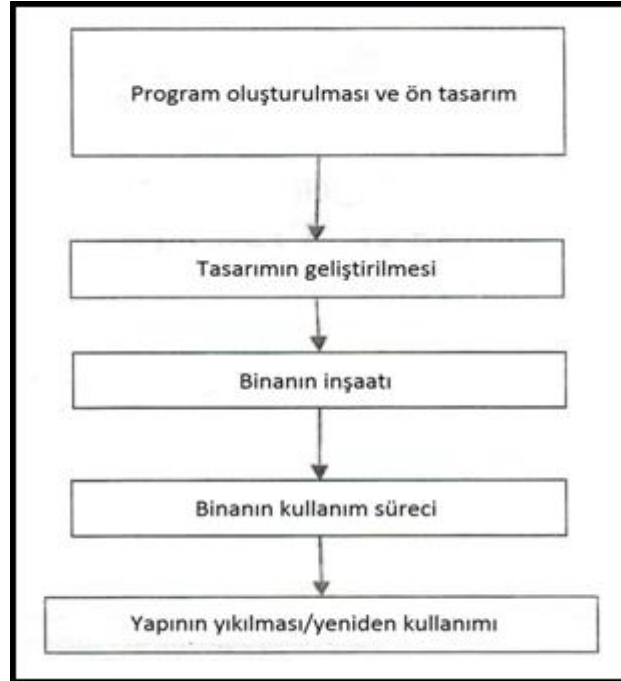 Program oluşturulması ve ön tasarım
Tasarımın geliştirilmesi
Binanın inşaatı
Binanın kullanım süreci
Yapının yıkılması/yeniden kullanımı